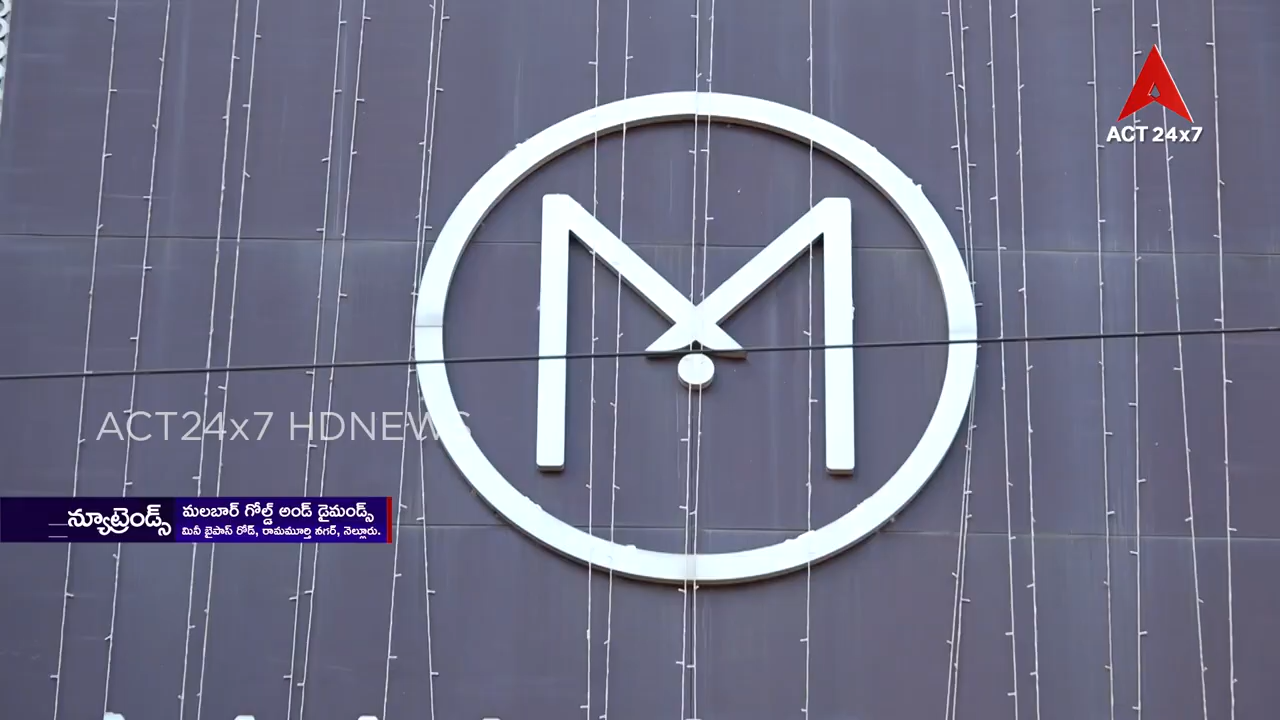 ACT 24x7
M
ACT24x7 HDNEWS
న్యూట్రెండ్స్
మలబార్ గోల్డ్ అండ్ డైమండ్స్
మినీ బైపాస్ రోడ్, రామమూర్తి నగర్, నెల్లూరు.